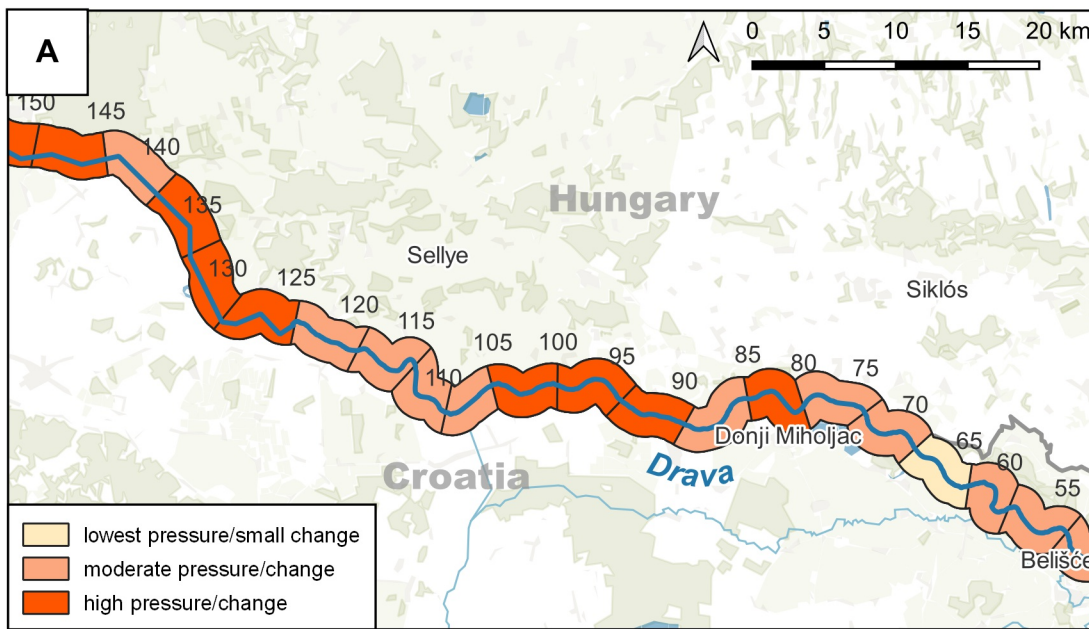 A
0 5 10 15 20 km
150
145
140
135
130
125
120
115
110
105
100
95
90
85
80
75
70
65
60
55
Hungary
Sellye
Siklós
Donji Miholjac
Drava
Croatia
Belišće
lowest pressure/small change
moderate pressure/change
high pressure/change